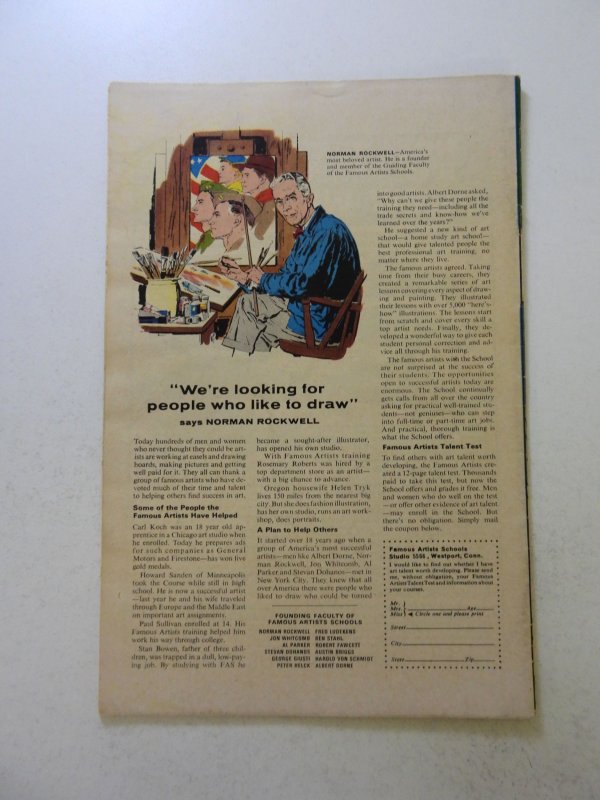 NORMAN ROCKWELL—America's
most beloved artist. He is a founder
and member of the Guiding Faculty
of the Famous Artists Schools.
"We're looking for
people who like to draw"
says NORMAN ROCKWELL
Today hundreds of men and women
who never thought they could be art-
ists are working at easels and drawing
boards, making pictures and getting
well paid for it. They all can thank a
group of famous artists who have de-
voted much of their time and talent
to helping others find success in art.
Some of the People the
Famous Artists Have Helped
Carl Koch was an 18 year old ap-
prentice in a Chicago art studio when
he enrolled. Today he prepares ads
for such companies as General
Motors and Firestone—has won five
gold medals.
Howard Sanden of Minneapolis
took the Course while still in high
school. He is now a successful artist
—last year he and his wife traveled
through Europe and the Middle East
on important art assignments.
Paul Sullivan enrolled at 14. His
Famous Artists training helped him
work his way through college.
Stan Bowen, father of three chil-
dren, was trapped in a dull, low-pay-
ing job. By studying with FAS he
became a sought-after illustrator,
has opened his own studio.
With Famous Artists training
Rosemary Roberts was hired by a
top department store as an artist—
with a big chance to advance.
Oregon housewife Helen Tryk
lives 150 miles from the nearest big
city. But she does fashion illustration,
has her own studio, runs an art work-
shop, does portraits.
A Plan to Help Others
It started over 18 years ago when a
group of America's most successful
artists—men like Albert Dorne, Nor-
man Rockwell, Jon Whitcomb, Al
Parker and Stevan Dohanos—met in
New York City. They knew that all
over America there were people who
liked to draw who could be turned
FOUNDING FACULTY OF
FAMOUS ARTISTS SCHOOLS
NORMAN ROCKWELL FRED LUDEKENS
JON WHITCOMB BEN STAHL
AL PARKER ROBERT FAWCETT
STEVAN DOHANOS AUSTIN BRIGGS
GEORGE GIUSTI HAROLD VON SCHMIDT
PETER HELCK ALBERT DORNE
into good artists. Albert Dorne asked,
"Why can't we give these people the
training they need—including all the
trade secrets and know-how we've
learned over the years?"
He suggested a new kind of art
school—a home study art school—
that would give talented people the
best professional art training, no
matter where they live.
The famous artists agreed. Taking
time from their busy careers, they
created a remarkable series of art
lessons covering every aspect of draw-
ing and painting. They illustrated
their lessons with over 5,000 "here's-
how" illustrations. The lessons start
from scratch and cover every skill a
top artist needs. Finally, they de-
veloped a wonderful way to give each
student personal correction and ad-
vice all through his training.
The famous artists with the School
are not surprised at the success of
their students. The opportunities
open to successful artists today are
enormous. The School continually
gets calls from all over the country
asking for practical well-trained stu-
dents—not geniuses—who can step
into full-time or part-time art jobs.
And practical, thorough training is
what the School offers.
Famous Artists Talent Test
To find others with art talent worth
developing, the Famous Artists cre-
ated a 12-page talent test. Thousands
paid to take this test, but now the
School offers and grades it free. Men
and women who do well on the test
—or offer other evidence of art talent
—may enroll in the School. But
there's no obligation. Simply mail
the coupon below.
Famous Artists Schools
Studio 5566, Westport, Conn.
I would like to find out whether I have
art talent worth developing. Please send
me, without obligation, your Famous
Artists Talent Test and information about
your courses.
Mr.
Mrs. Age
Miss Circle one and please print
Street
City
State Zip